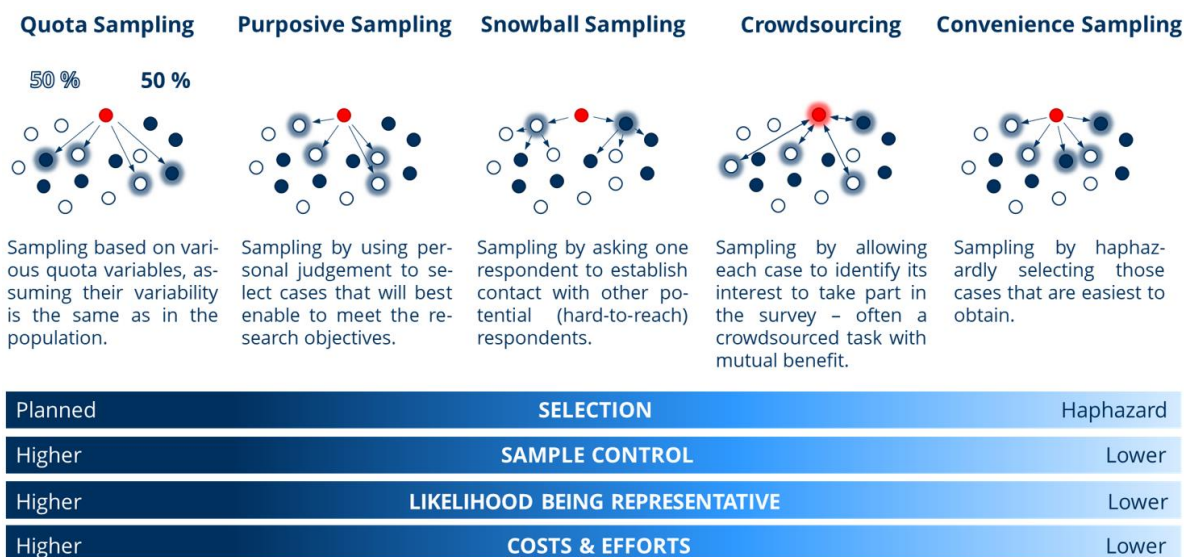 Quota Sampling
Purposive Sampling
Snowball Sampling
Crowdsourcing
Convenience Sampling
50 %
50 %
Sampling based on vari-
ous quota variables, as-
suming their variability
is the same as in the
population.
Sampling by using per-
sonal judgement to se-
lect cases that will best
enable to meet the re-
search objectives.
Sampling by asking one
respondent to establish
contact with other po-
tential (hard-to-reach)
respondents.
Sampling by allowing
each case to identify its
interest to take part in
the survey – often a
crowdsourced task with
mutual benefit.
Sampling by haphaz-
ardly selecting those
cases that are easiest to
obtain.
Planned SELECTION Haphazard
Higher SAMPLE CONTROL Lower
Higher LIKELIHOOD BEING REPRESENTATIVE Lower
Higher COSTS & EFFORTS Lower